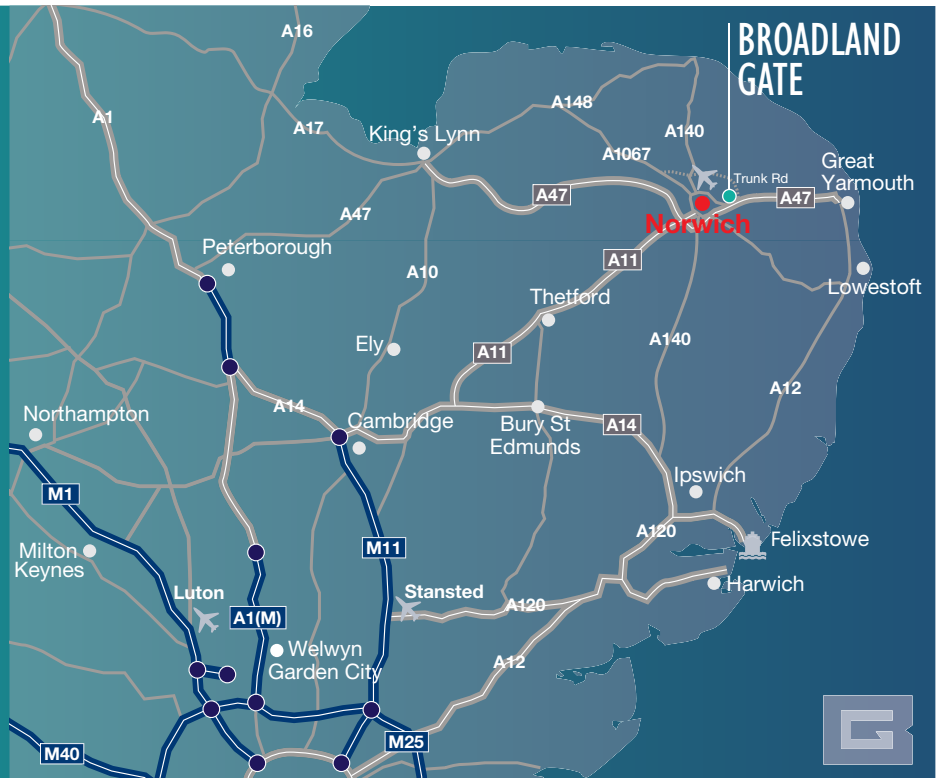 BROADLAND
GATE
A16
A1
A17
A148
A140
King's Lynn
A1067
Trunk Rd
Great
Yarmouth
A47
A47
A47
Norwich
Peterborough
A11
A10
Lowestoft
Thetford
Ely
A11
A140
A12
A14
Northampton
Cambridge
Bury St
Edmunds
A14
Ipswich
M1
A120
Felixstowe
Milton
Keynes
M11
Harwich
Luton
Stansted
A120
A1(M)
Welwyn
Garden City
A12
M25
M40